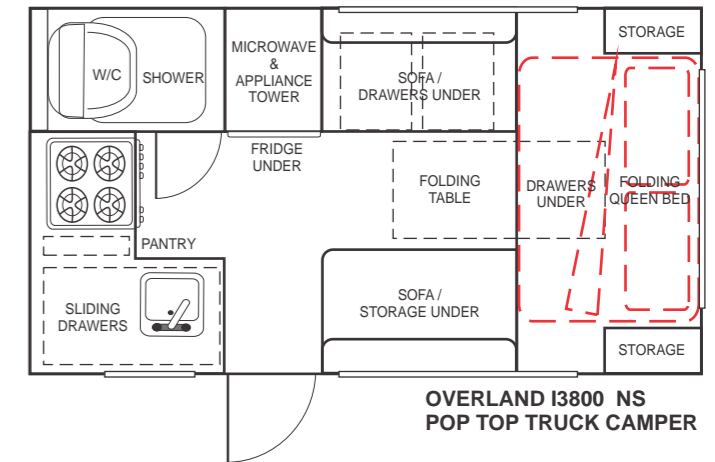 STORAGE
MICROWAVE
&
APPLIANCE
TOWER
W/C
SHOWER
SOFA /
DRAWERS UNDER
FRIDGE
UNDER
FOLDING
TABLE
DRAWERS
UNDER
FOLDING
QUEEN BED
PANTRY
SLIDING
DRAWERS
SOFA /
STORAGE UNDER
STORAGE
OVERLAND I3800 NS
POP TOP TRUCK CAMPER